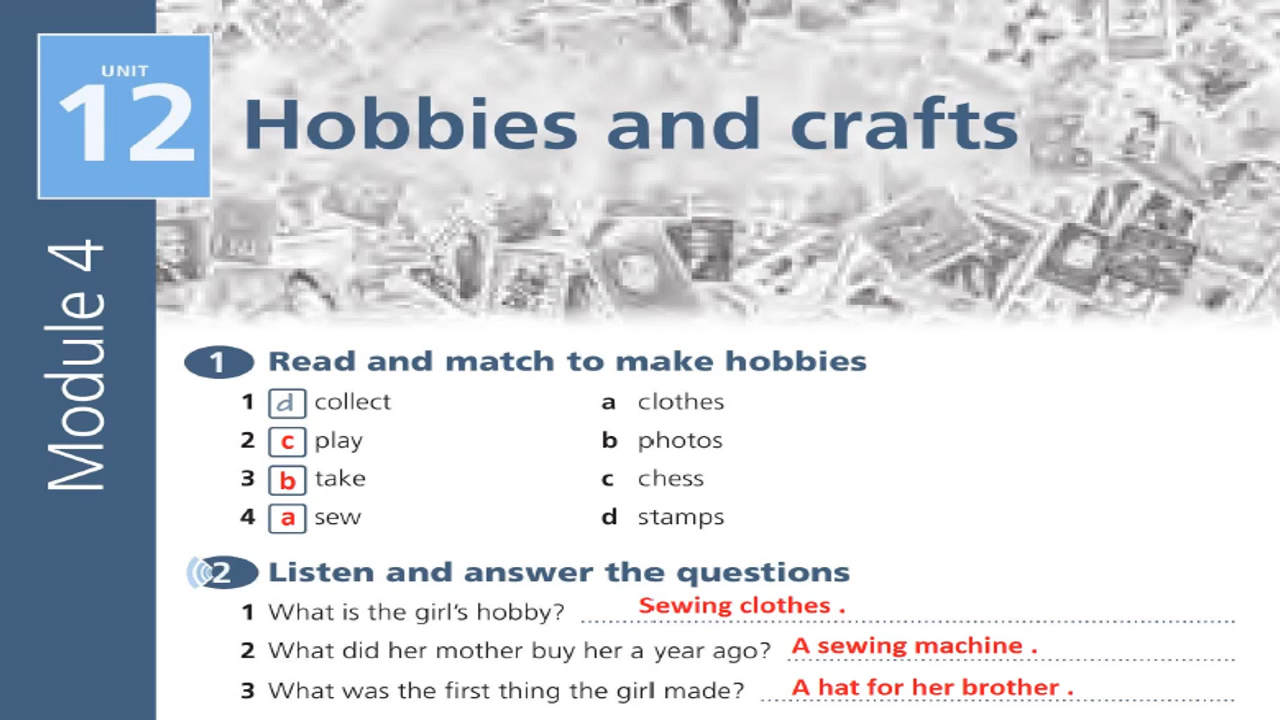 UNIT
12
Hobbies and crafts
Module 4
1 Read and match to make hobbies
1 d collect a clothes
2 c play b photos
3 b take c chess
4 a sew d stamps
2 Listen and answer the questions
1 What is the girl's hobby? Sewing clothes .
2 What did her mother buy her a year ago? A sewing machine .
3 What was the first thing the girl made? A hat for her brother .